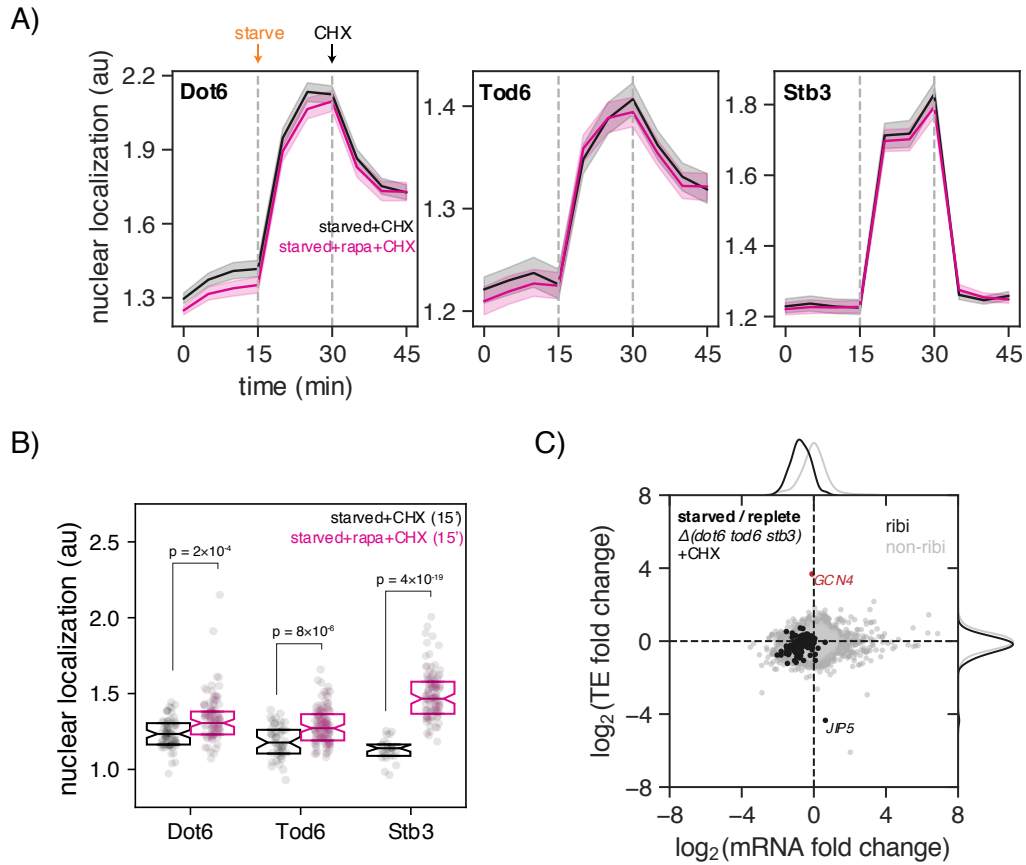 A)
starve
CHX
nuclear localization (au)
2.2
1.9
1.6
1.3
Dot6
starved+CHX
starved+rapa+CHX
0
15
30
45
time (min)
1.4
1.3
1.2
Tod6
0
15
30
45
1.8
1.6
1.4
1.2
Stb3
0
15
30
45
B)
nuclear localization (au)
2.5
2.0
1.5
1.0
starved+CHX (15')
starved+rapa+CHX (15')
p = 2×10⁻⁴
p = 8×10⁻⁶
p = 4×10⁻¹⁹
Dot6
Tod6
Stb3
C)
log₂(TE fold change)
8
4
0
−4
−8
starved / replete
Δ(dot6 tod6 stb3)
+CHX
ribi
non-ribi
GCN4
JIP5
−8
−4
0
4
8
log₂(mRNA fold change)